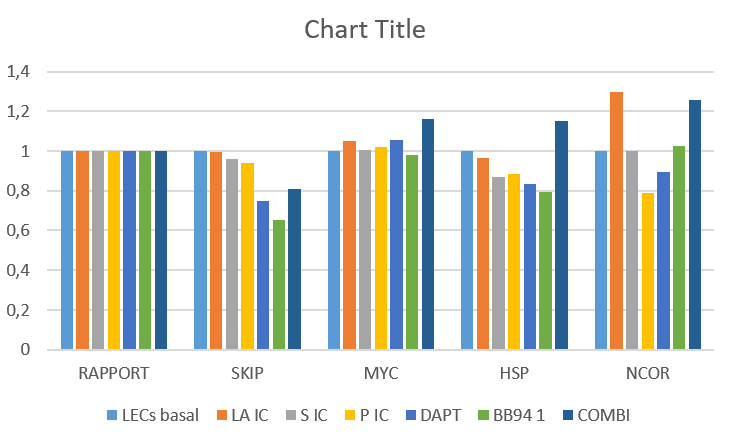 Chart Title
1,4
1,2
1
0,8
0,6
0,4
0,2
0
RAPPORT SKIP MYC HSP NCOR
LECs basal LA IC S IC P IC DAPT BB94 1 COMBI